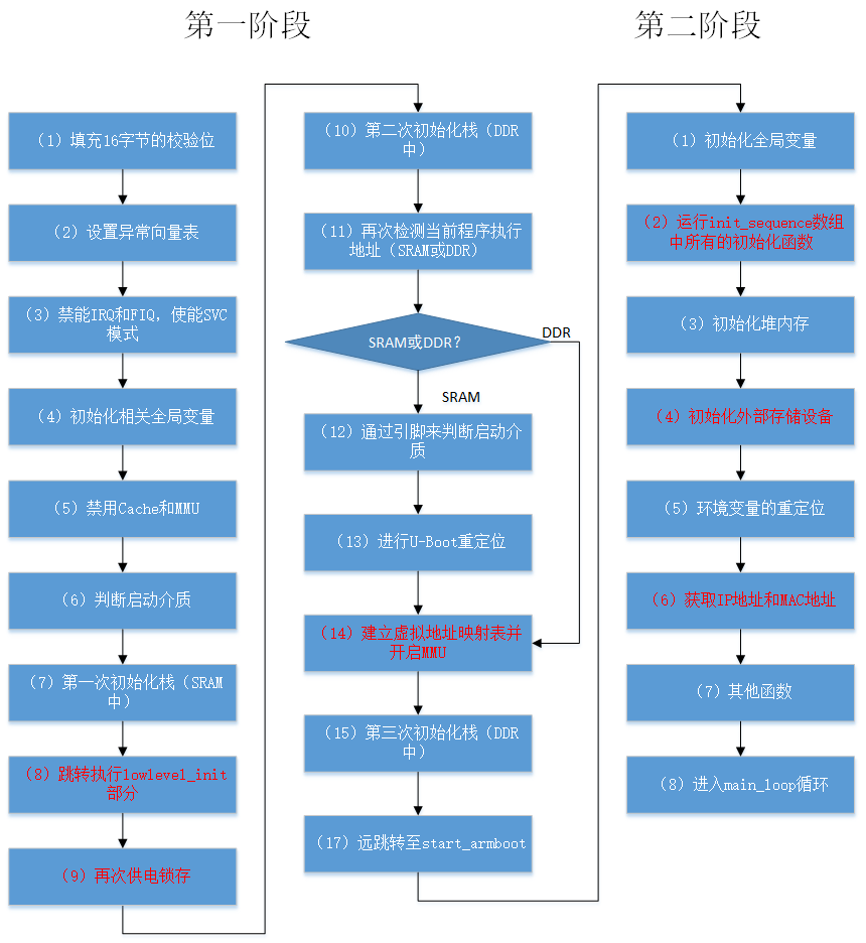 第一阶段
第二阶段
（1）填充16字节的校验位
（2）设置异常向量表
（3）禁能IRQ和FIQ，使能SVC
模式
（4）初始化相关全局变量
（5）禁用Cache和MMU
（6）判断启动介质
（7）第一次初始化栈（SRAM
中）
（8）跳转执行lowlevel_init
部分
（9）再次供电锁存
（10）第二次初始化栈（DDR
中）
（11）再次检测当前程序执行
地址（SRAM或DDR）
SRAM或DDR？
DDR
SRAM
（12）通过引脚来判断启动介
质
（13）进行U-Boot重定位
（14）建立虚拟地址映射表并
开启MMU
（15）第三次初始化栈（DDR
中）
（17）远跳转至start_armboot
（1）初始化全局变量
（2）运行init_sequence数组
中所有的初始化函数
（3）初始化堆内存
（4）初始化外部存储设备
（5）环境变量的重定位
（6）获取IP地址和MAC地址
（7）其他函数
（8）进入main_loop循环